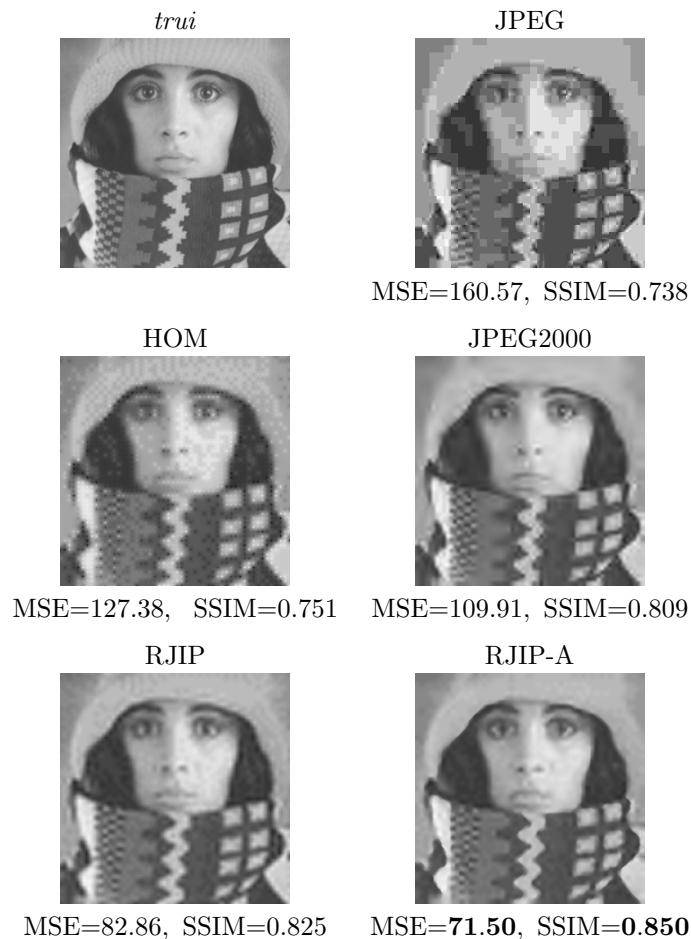 trui
JPEG
MSE=160.57, SSIM=0.738
HOM
JPEG2000
MSE=127.38, SSIM=0.751
MSE=109.91, SSIM=0.809
RJIP
RJIP-A
MSE=82.86, SSIM=0.825
MSE=71.50, SSIM=0.850